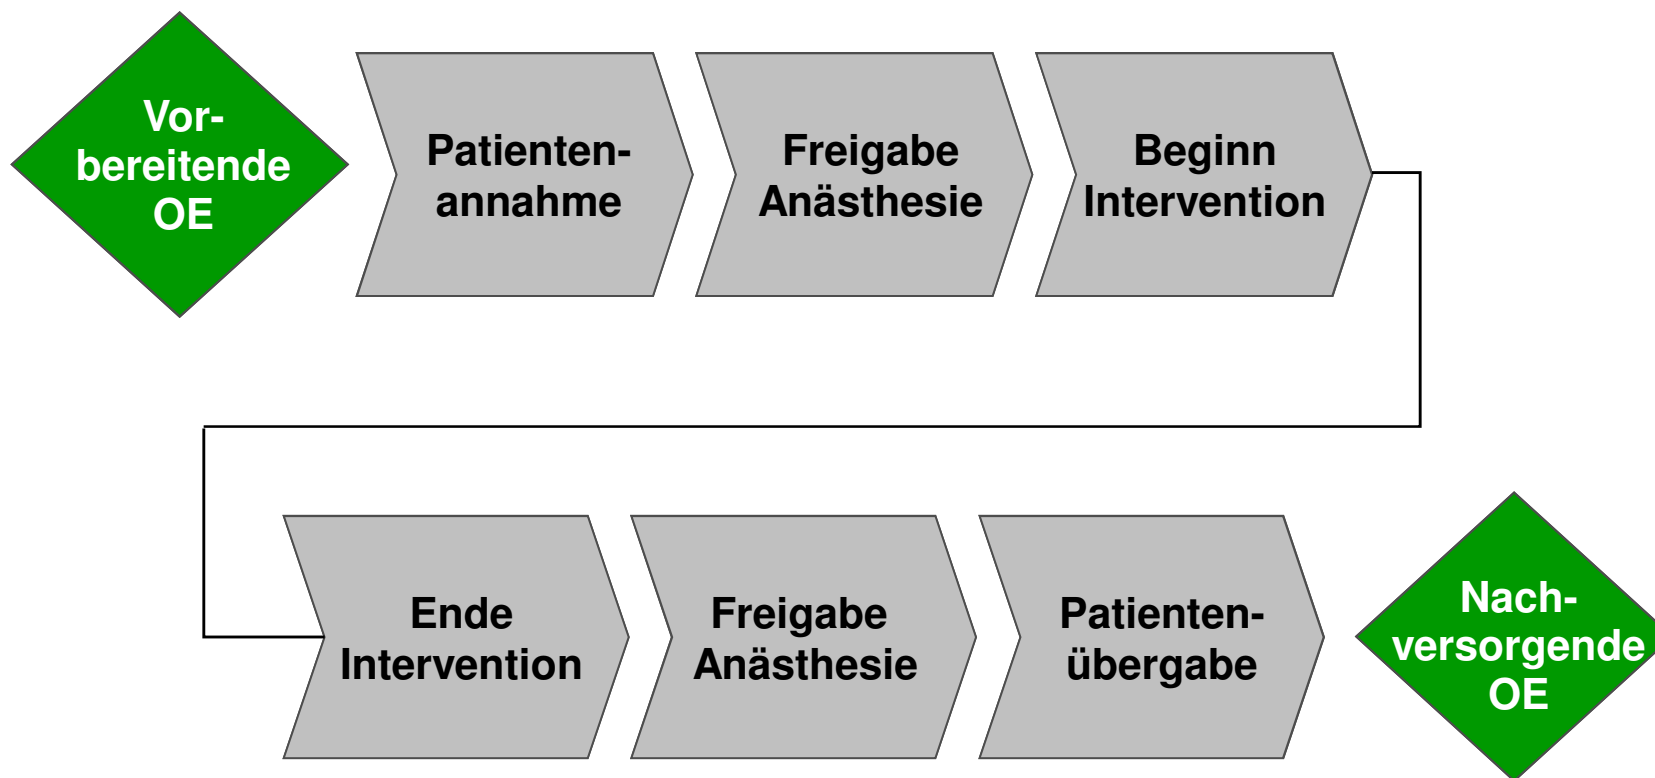 Vor-
bereitende
OE
Patienten-
annahme
Freigabe
Anästhesie
Beginn
Intervention
Ende
Intervention
Freigabe
Anästhesie
Patienten-
übergabe
Nach-
versorgende
OE